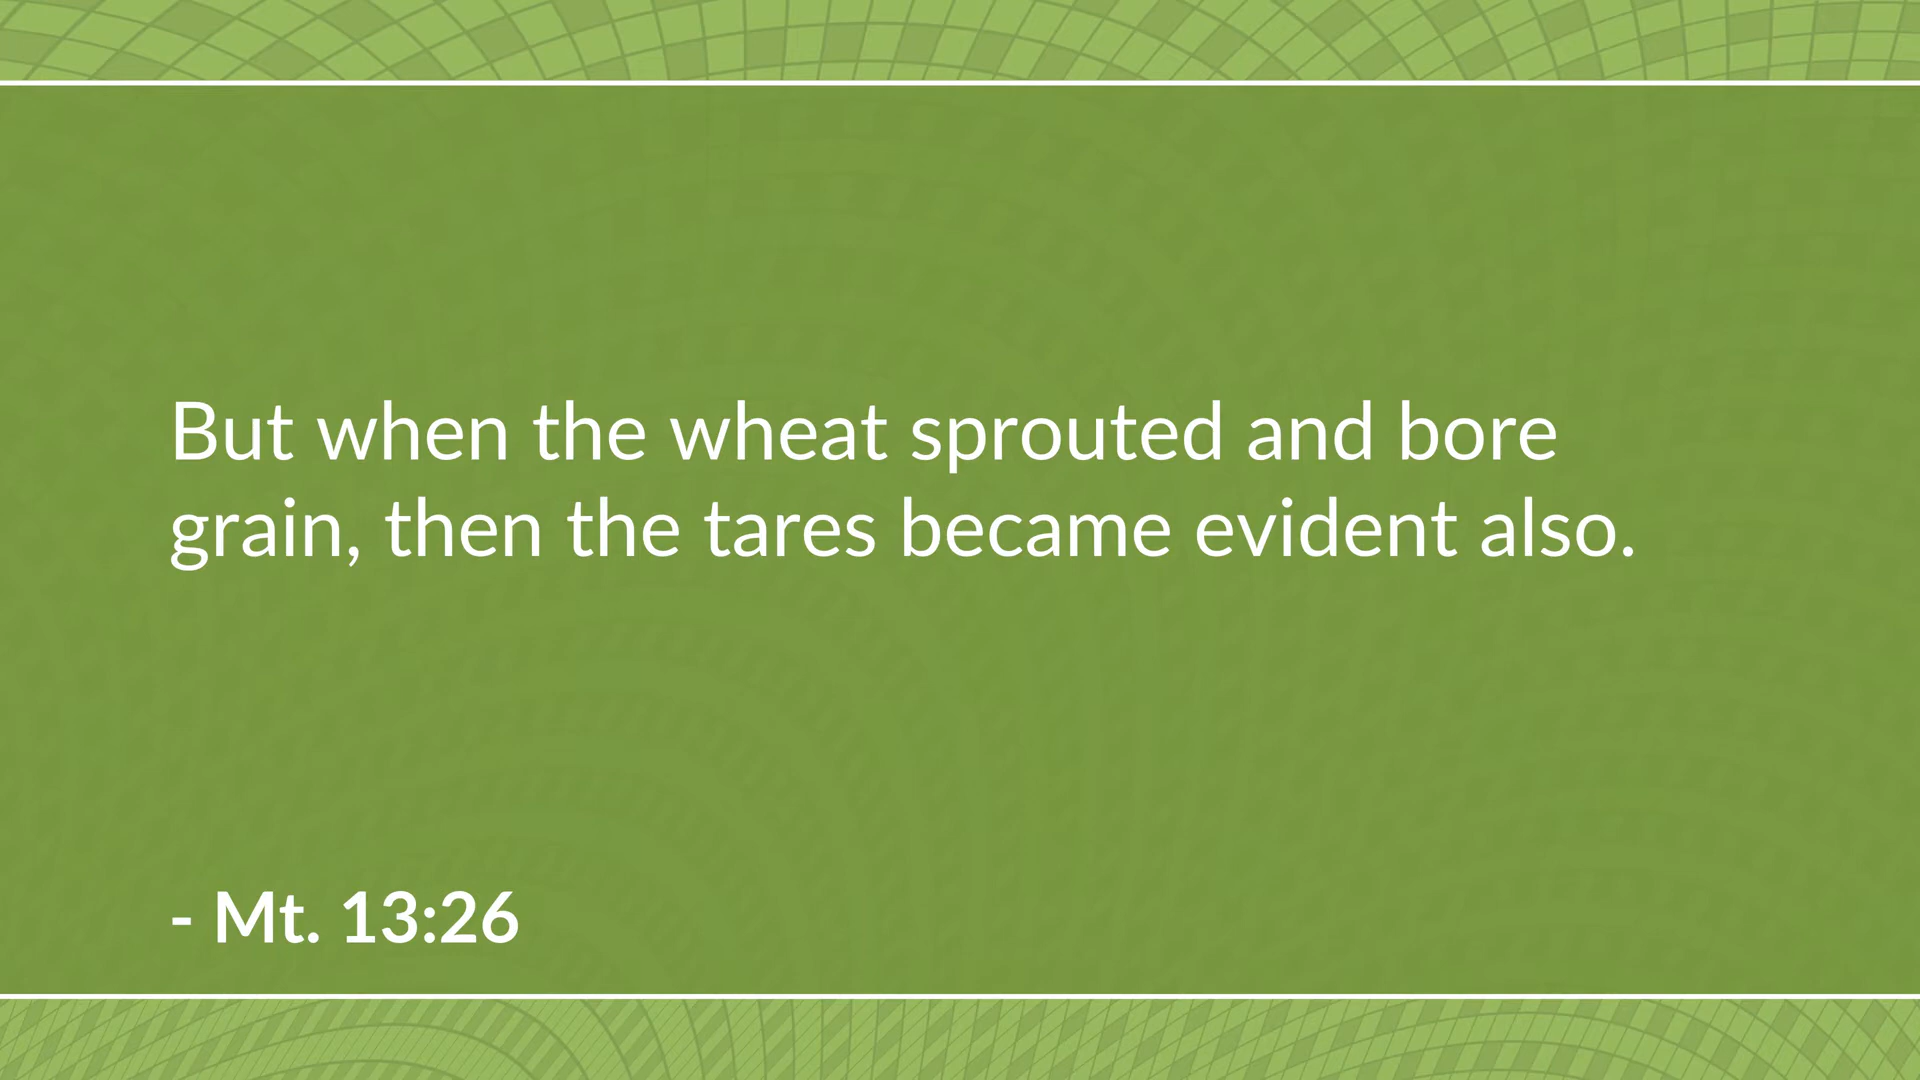 But when the wheat sprouted and bore
grain, then the tares became evident also.
- Mt. 13:26